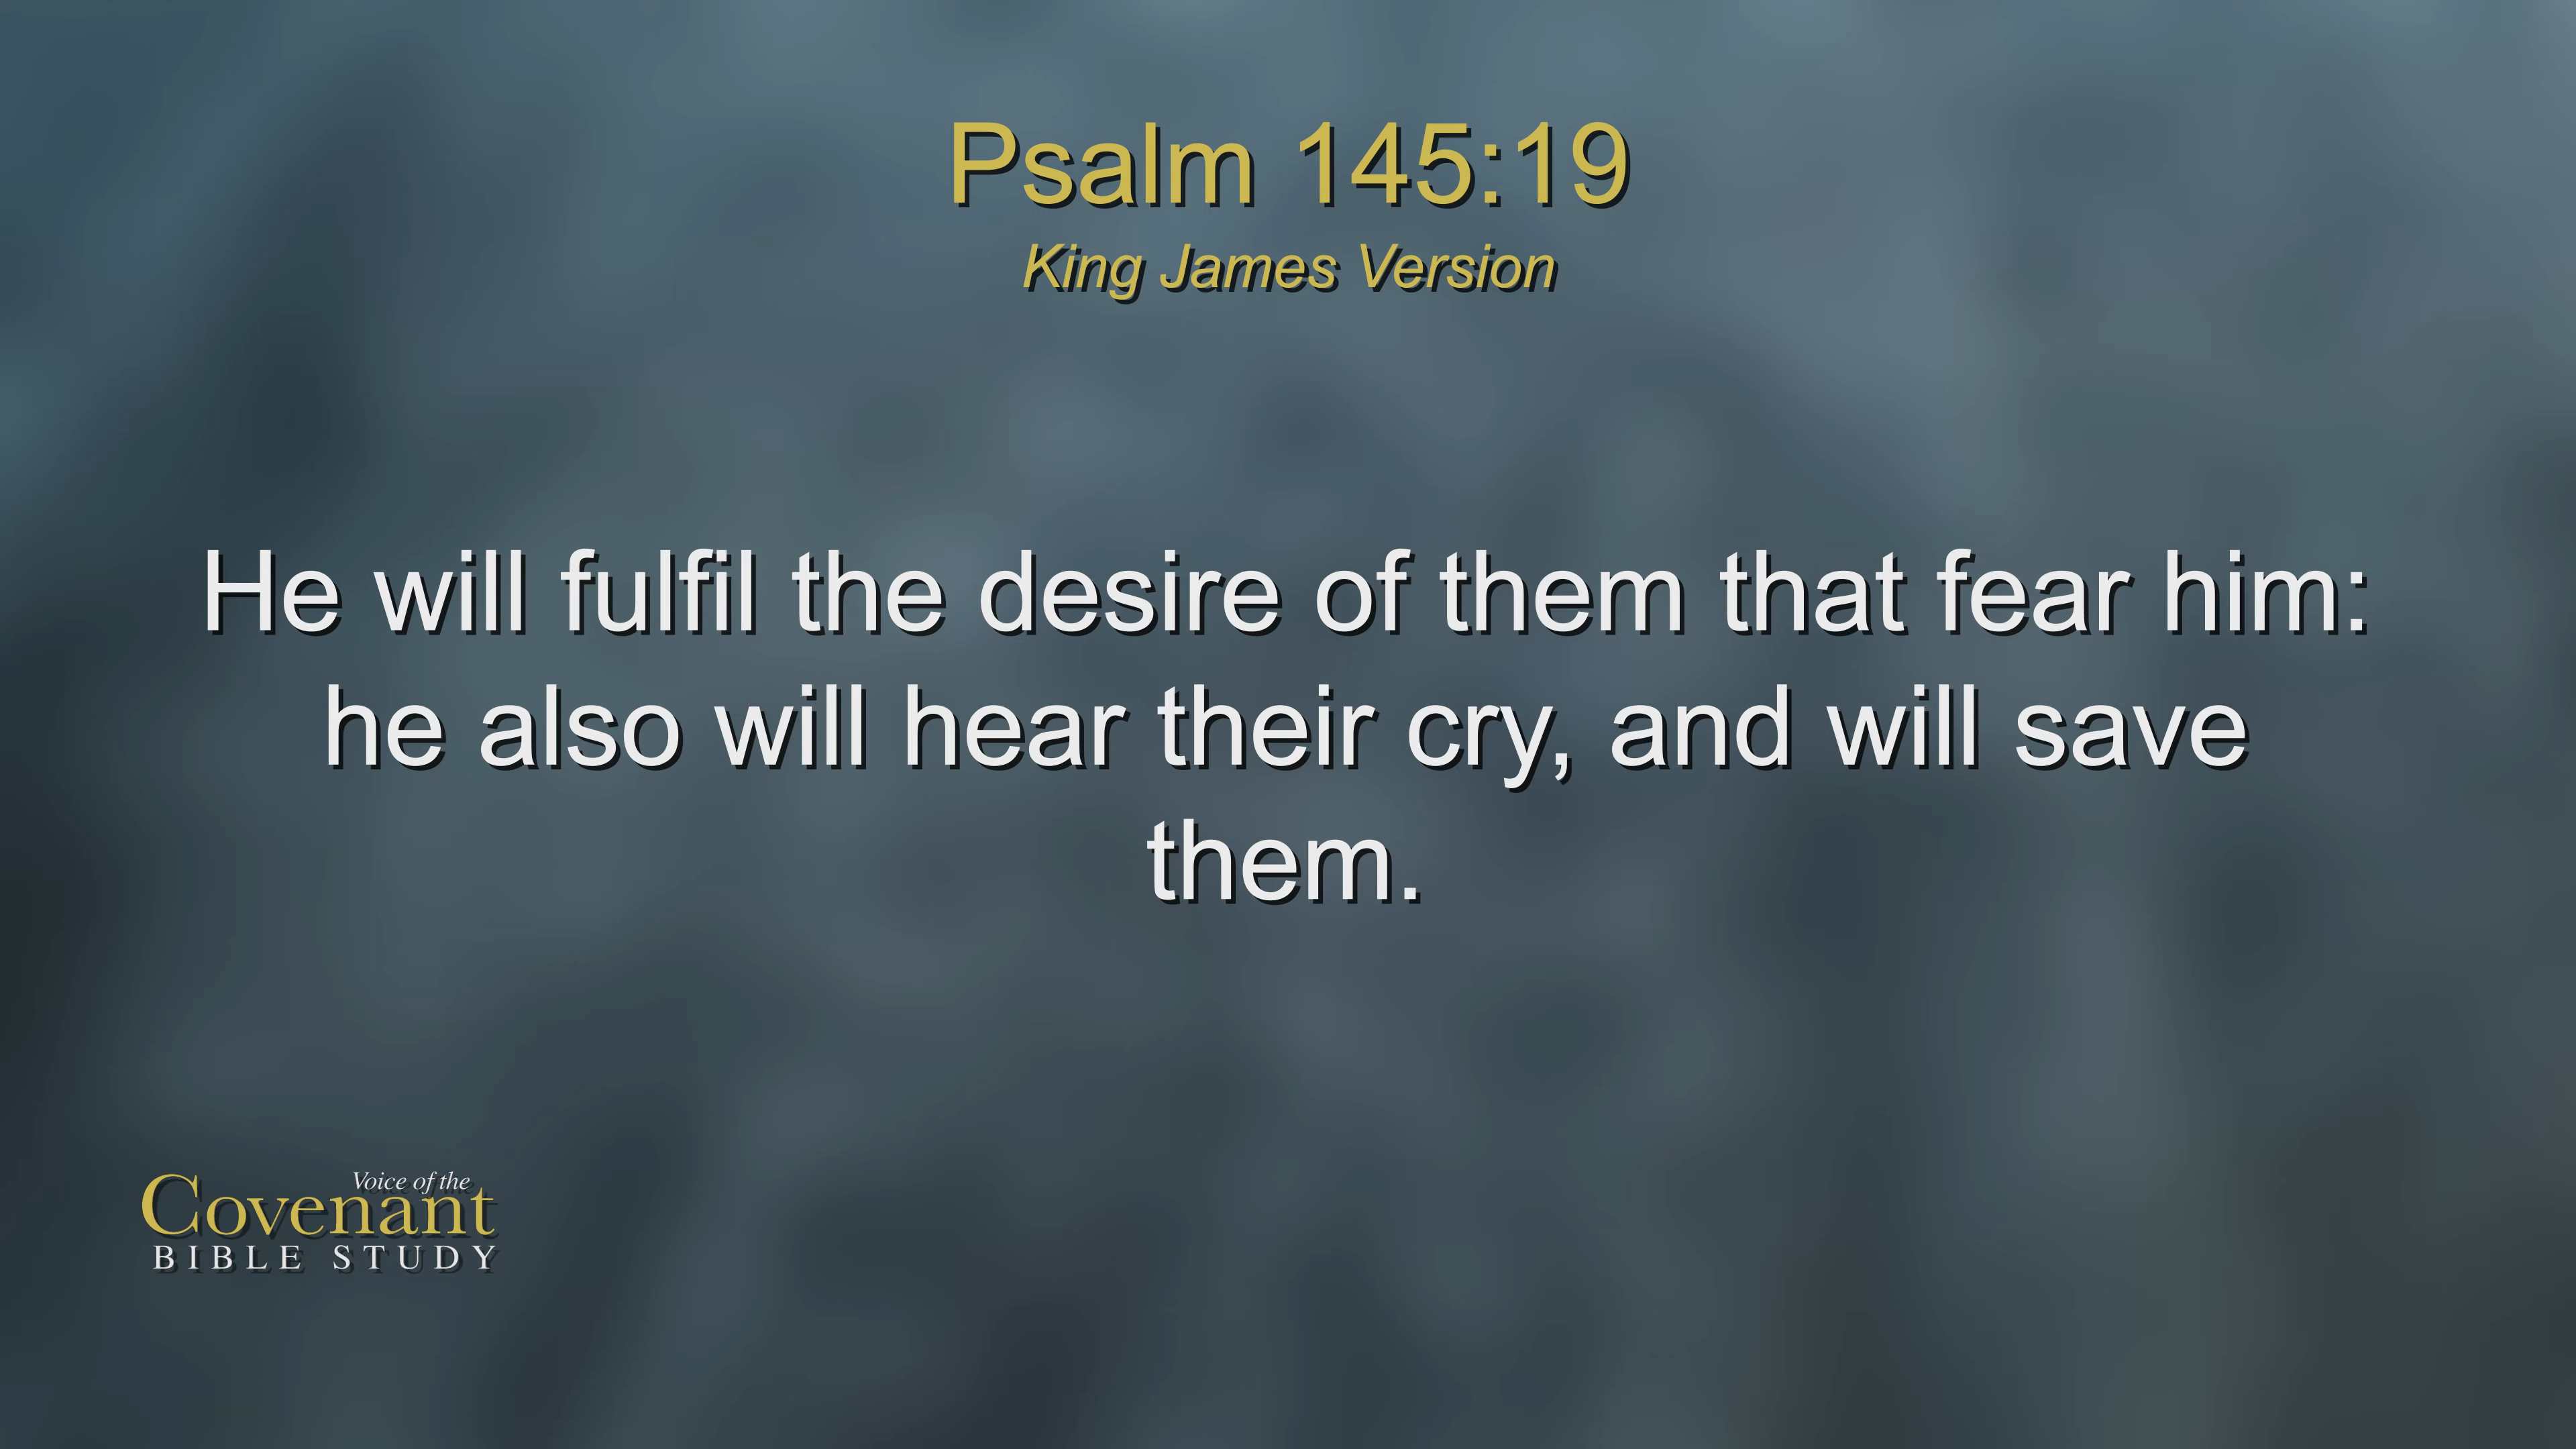 Psalm 145:19
King James Version
He will fulfil the desire of them that fear him:
he also will hear their cry, and will save
them.
Voice of the
Covenant
BIBLE STUDY